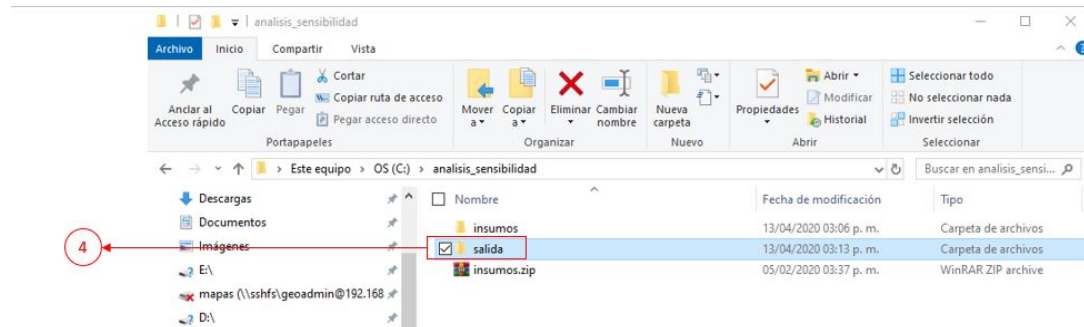 analisis_sensibilidad
Archivo Inicio Compartir Vista
Anclar al
Acceso rápido
Copiar
Pegar
Cortar
Copiar ruta de acceso
Pegar acceso directo
Portapapeles
Mover
a
Copiar
a
Eliminar
Cambiar
nombre
Organizar
Nueva
carpeta
Nuevo
Propiedades
Abrir
Modificar
Historial
Abrir
Seleccionar todo
No seleccionar nada
Invertir selección
Seleccionar
Este equipo > OS (C:) > analisis_sensibilidad
Buscar en analisis_sensi...
Descargas
Documentos
Imágenes
E:\
mapas (\\sshfs\geoadmin@192.168
D:\
Nombre Fecha de modificación Tipo
insumos 13/04/2020 03:06 p. m. Carpeta de archivos
4 salida 13/04/2020 03:13 p. m. Carpeta de archivos
insumos.zip 05/02/2020 03:37 p. m. WinRAR ZIP archive